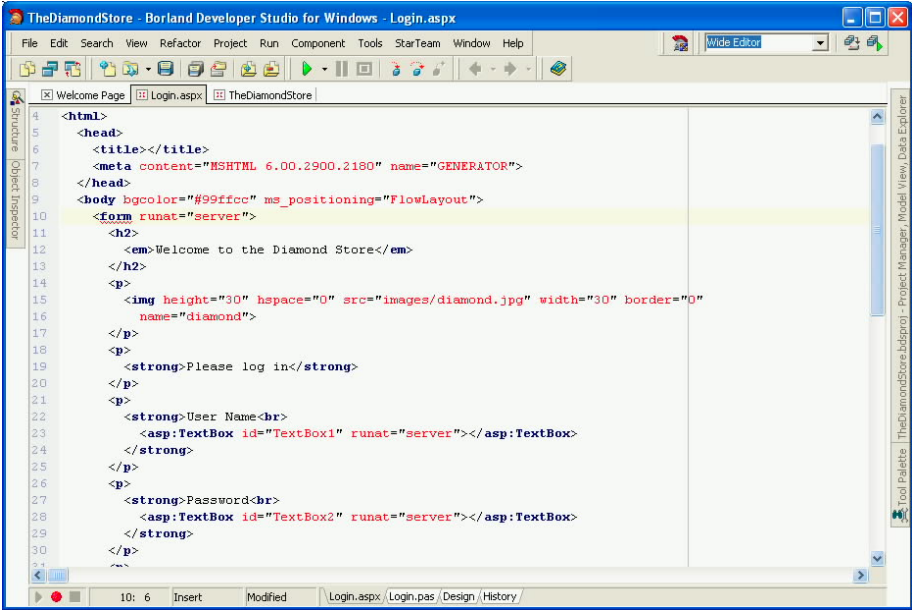 TheDiamondStore - Borland Developer Studio for Windows - Login.aspx
File Edit Search View Refactor Project Run Component Tools StarTeam Window Help
Wide Editor
Welcome Page Login.aspx TheDiamondStore
Structure
Object Inspector
4 <html>
5 <head>
6 <title></title>
7 <meta content="MSHTML 6.00.2900.2180" name="GENERATOR">
8 </head>
9 <body bgcolor="#99ffcc" ms_positioning="FlowLayout">
10 <form runat="server">
11 <h2>
12 <em>Welcome to the Diamond Store</em>
13 </h2>
14 <p>
15 <img height="30" hspace="0" src="images/diamond.jpg" width="30" border="0"
16 name="diamond">
17 </p>
18 <p>
19 <strong>Please log in</strong>
20 </p>
21 <p>
22 <strong>User Name<br>
23 <asp:TextBox id="TextBox1" runat="server"></asp:TextBox>
24 </strong>
25 </p>
26 <p>
27 <strong>Password<br>
28 <asp:TextBox id="TextBox2" runat="server"></asp:TextBox>
29 </strong>
30 </p>
31 <p>
TheDiamondStore.bdsproj - Project Manager, Model View, Data Explorer
Tool Palette
10: 6 Insert Modified Login.aspx Login.pas Design History